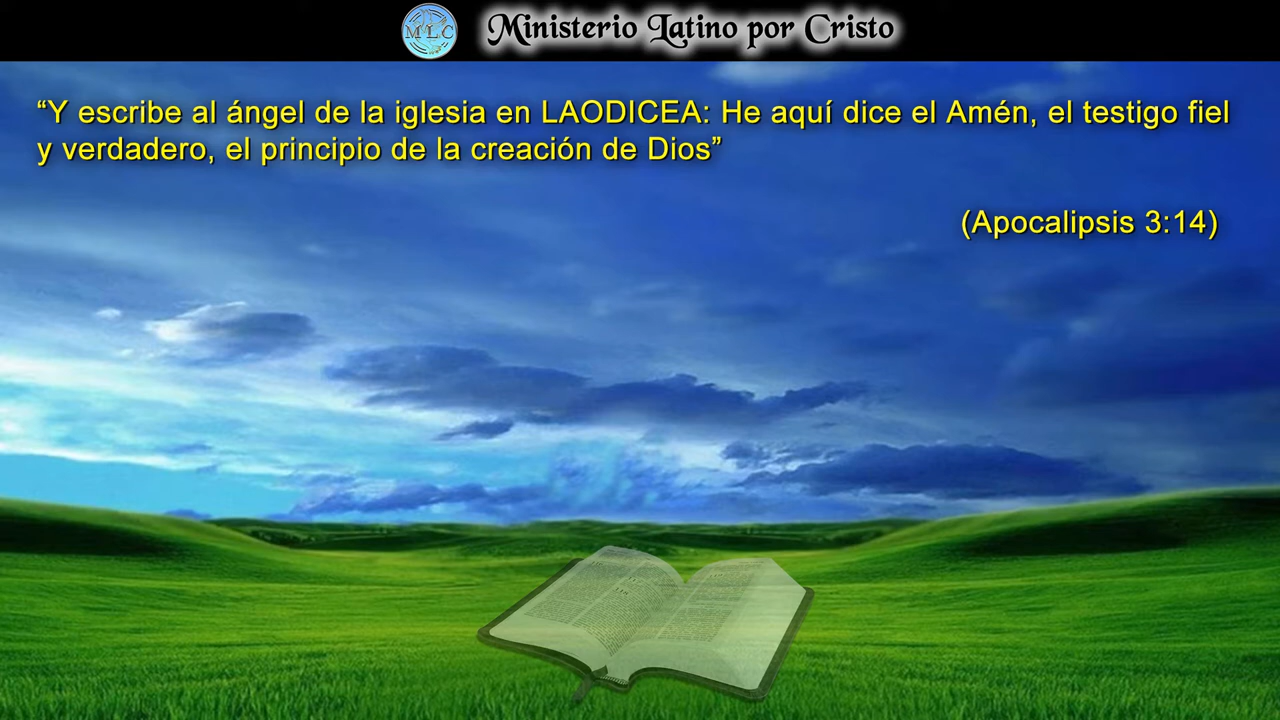 MLC
Ministerio Latino por Cristo
“Y escribe al ángel de la iglesia en LAODICEA: He aquí dice el Amén, el testigo fiel
y verdadero, el principio de la creación de Dios”
(Apocalipsis 3:14)